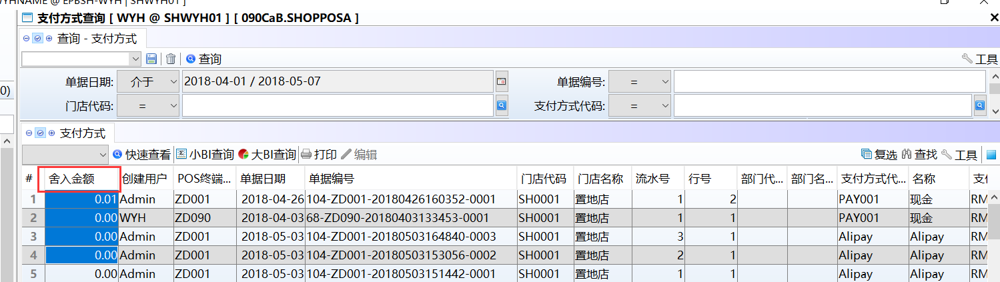 WYHNAME @ EPBSH-WYH | SHWYH01 ]
支付方式查询 [ WYH @ SHWYH01 ] [ 090CaB.SHOPPOSA ]
查询 - 支付方式
查询 工具
0)
单据日期: 介于 2018-04-01 / 2018-05-07 单据编号: =
门店代码: = 支付方式代码: =
支付方式
快速查看 小BI查询 大BI查询 打印 编辑 复选 查找 工具
# 舍入金额 创建用户 POS终端... 单据日期 单据编号 门店代码 门店名称 流水号 行号 部门代... 部门名... 支付方式代... 名称 支付
1 0.01 Admin ZD001 2018-04-26 104-ZD001-20180426160352-0001 SH0001 置地店 1 2 PAY001 现金 RM
2 0.00 WYH ZD090 2018-04-03 68-ZD090-20180403133453-0001 SH0001 置地店 1 1 PAY001 现金 RM
3 0.00 Admin ZD001 2018-05-03 104-ZD001-20180503164840-0003 SH0001 置地店 3 1 Alipay Alipay RM
4 0.00 Admin ZD001 2018-05-03 104-ZD001-20180503153056-0002 SH0001 置地店 2 1 Alipay Alipay RM
5 0.00 Admin ZD001 2018-05-03 104-ZD001-20180503151442-0001 SH0001 置地店 1 1 Alipay Alipay RM